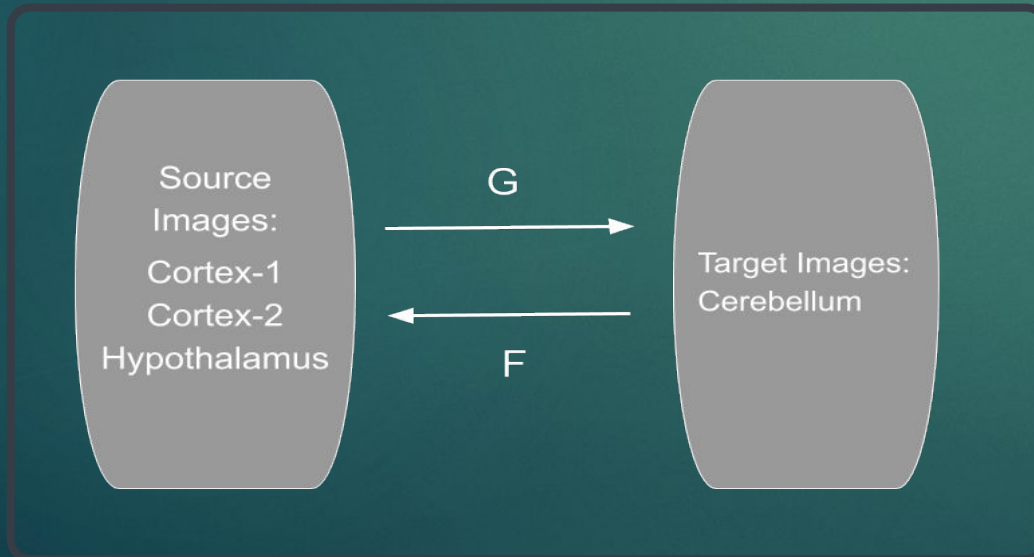 Source
Images:
Cortex-1
Cortex-2
Hypothalamus
G
F
Target Images:
Cerebellum